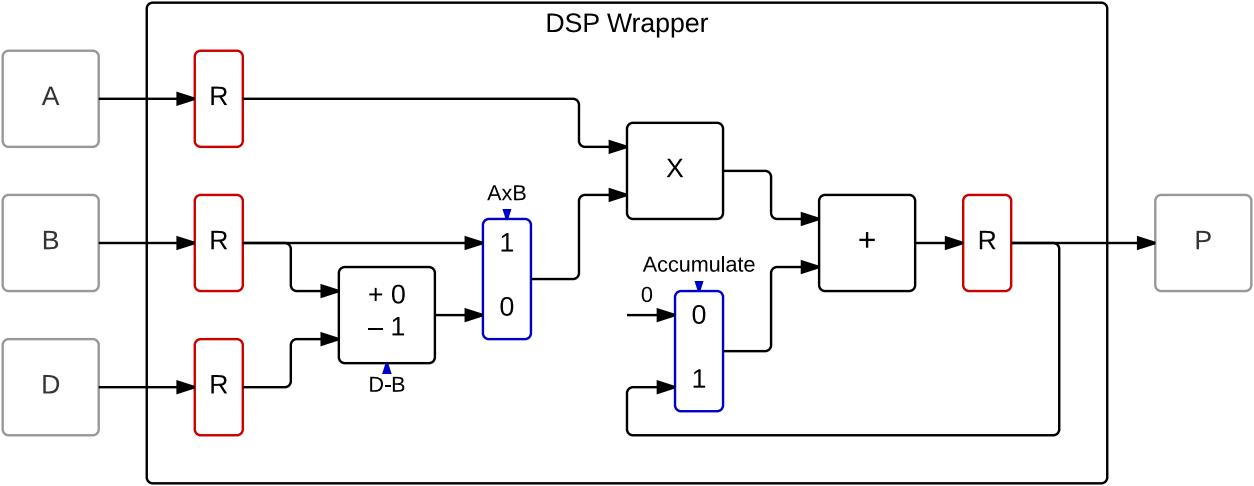 DSP Wrapper
A
R
X
AxB
B
R
1
0
+
R
P
+ 0
– 1
Accumulate
0
0
1
D
R
D-B